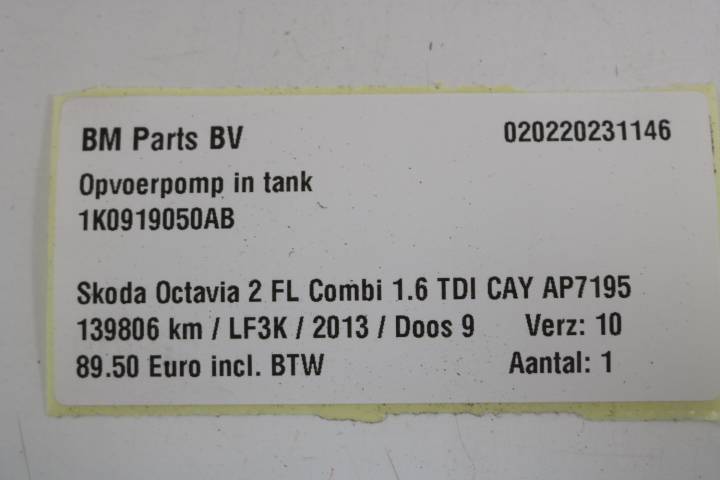 BM Parts BV 020220231146
Opvoerpomp in tank
1K0919050AB
Skoda Octavia 2 FL Combi 1.6 TDI CAY AP7195
139806 km / LF3K / 2013 / Doos 9 Verz: 10
89.50 Euro incl. BTW Aantal: 1